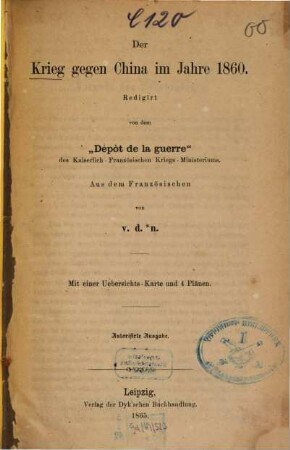 C120
00
Der
Krieg gegen China im Jahre 1860.
Redigirt
von dem
„Dépôt de la guerre“
des Kaiserlich-Französischen Kriegs-Ministeriums.
Aus dem Französischen
von
v. d. *n.
Mit einer Uebersichts-Karte und 4 Plänen.
Autorisirte Ausgabe.
Leipzig,
Verlag der Dyk'schen Buchhandlung.
1865.